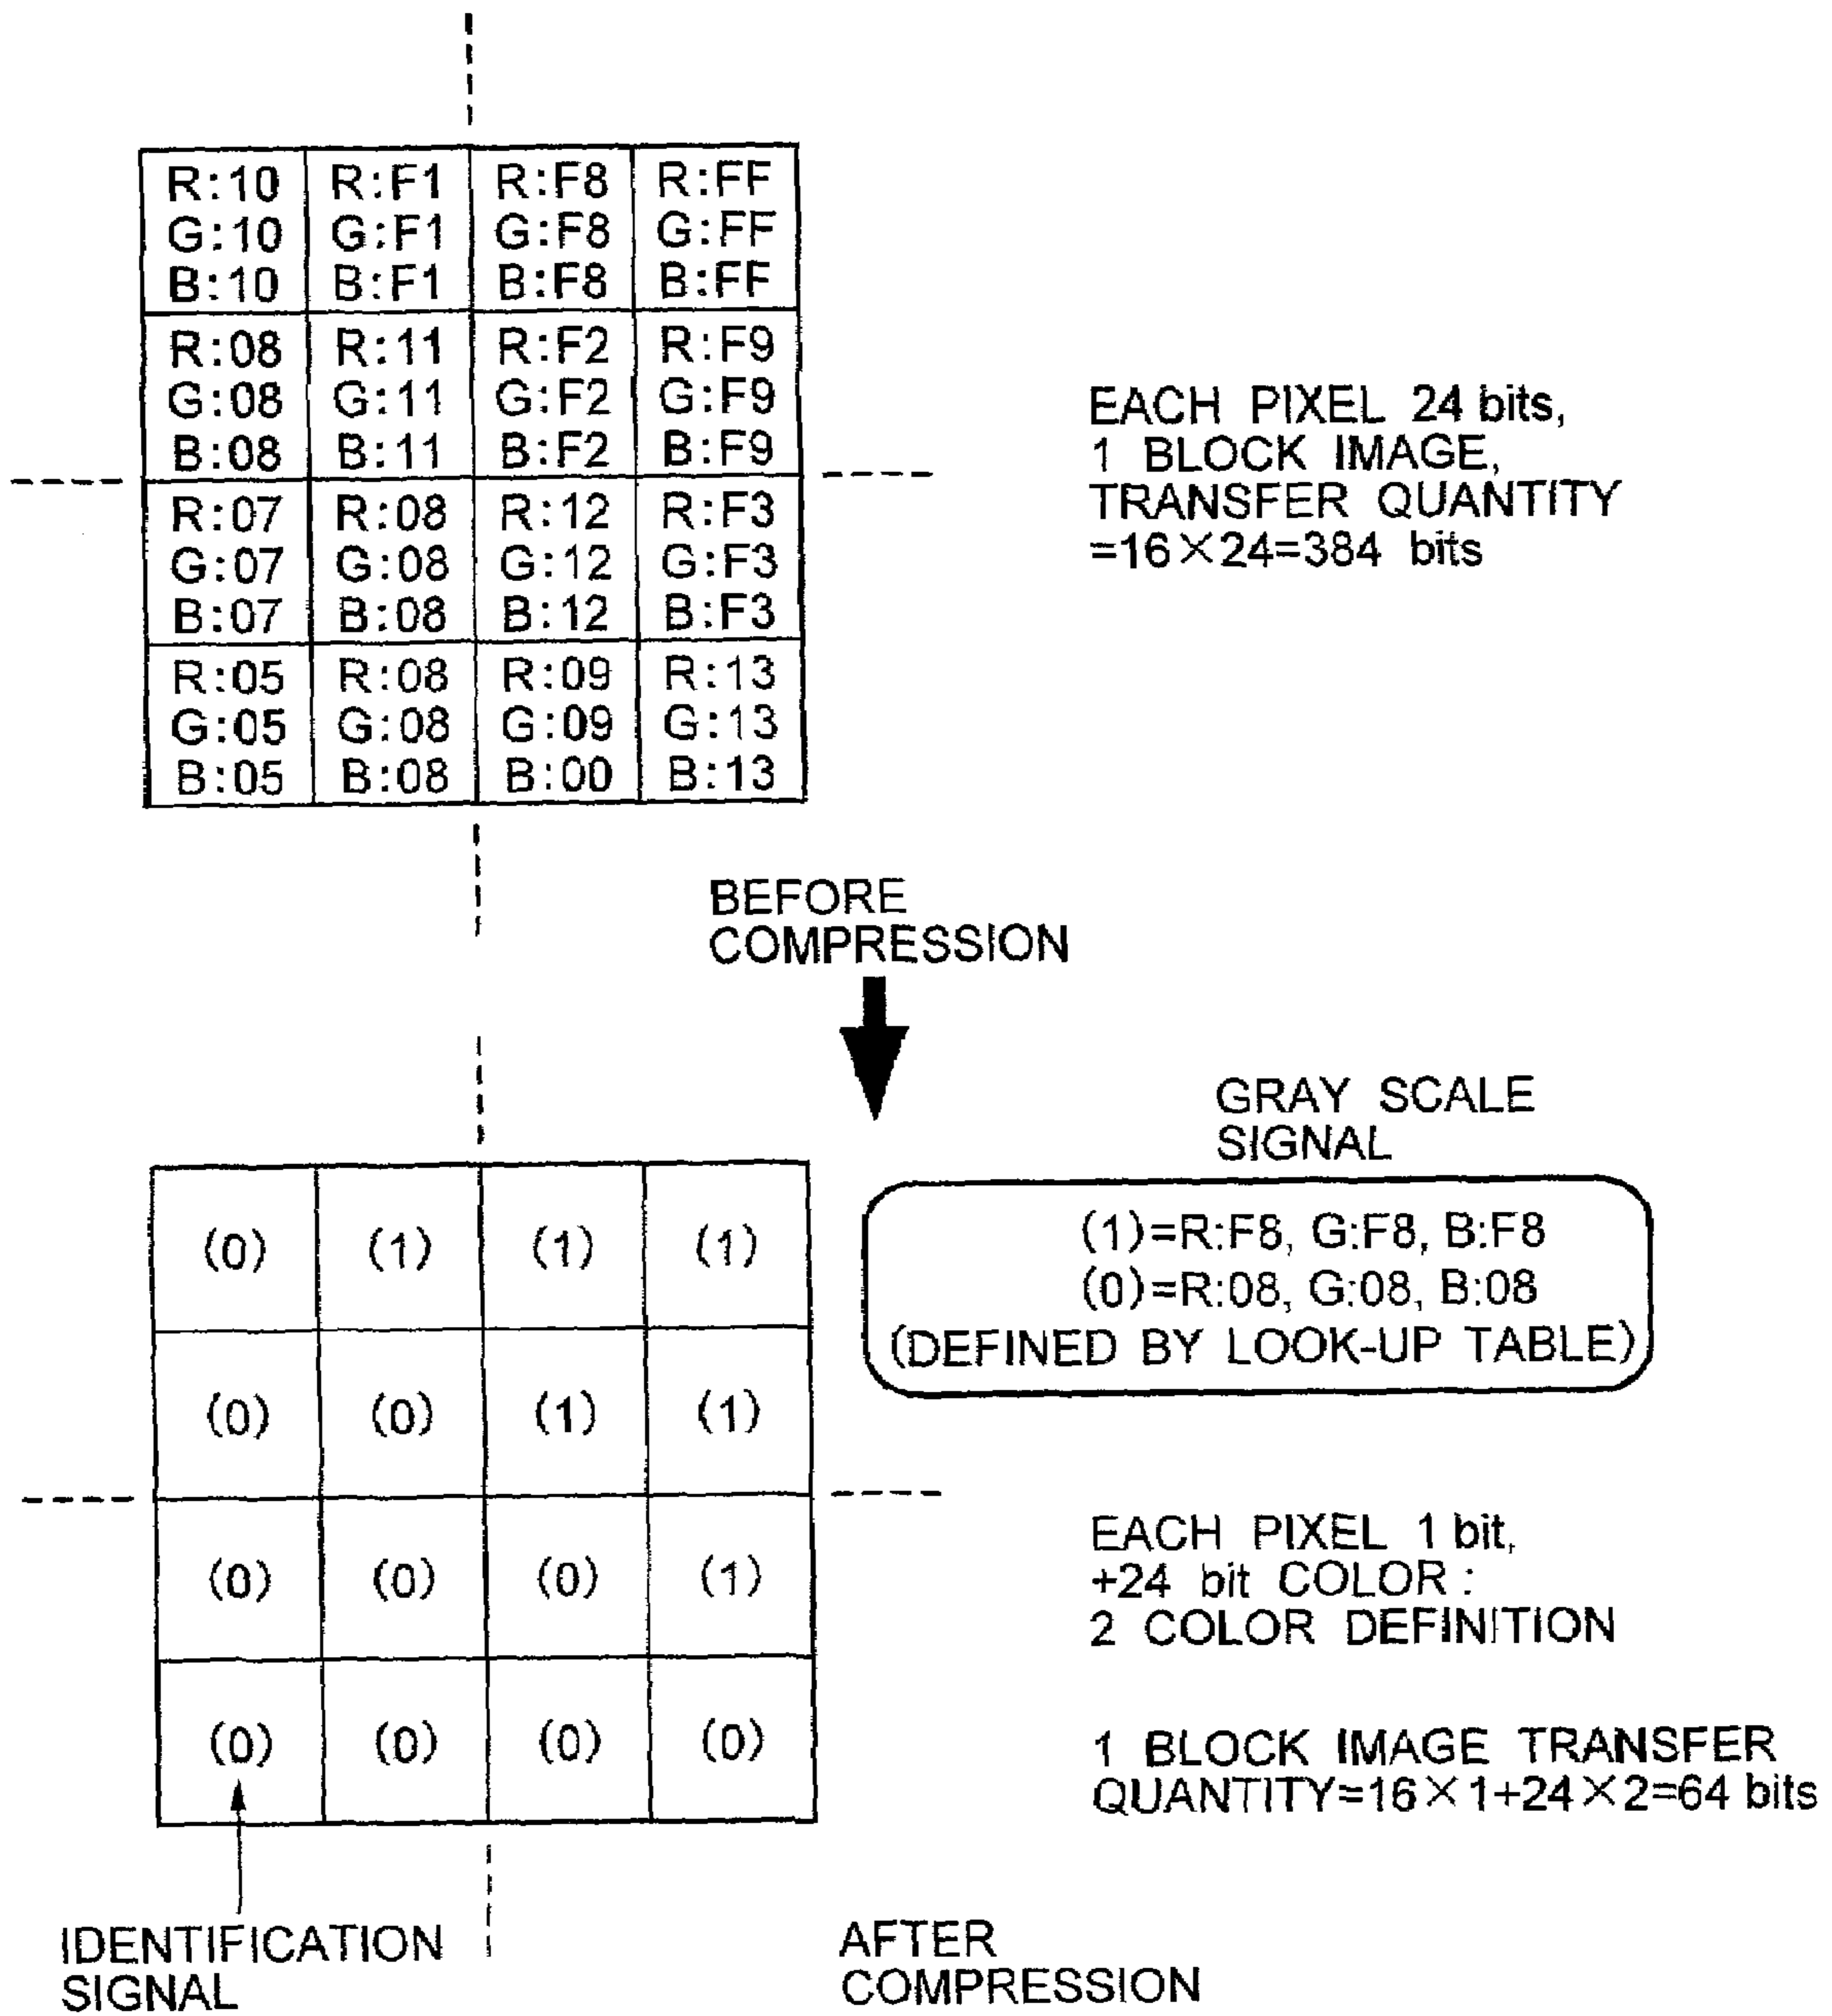 R:10 R:F1 R:F8 R:FF
G:10 G:F1 G:F8 G:FF
B:10 B:F1 B:F8 B:FF
R:08 R:11 R:F2 R:F9
G:08 G:11 G:F2 G:F9
B:08 B:11 B:F2 B:F9
R:07 R:08 R:12 R:F3
G:07 G:08 G:12 G:F3
B:07 B:08 B:12 B:F3
R:05 R:08 R:09 R:13
G:05 G:08 G:09 G:13
B:05 B:08 B:00 B:13
EACH PIXEL 24 bits,
1 BLOCK IMAGE,
TRANSFER QUANTITY
=16×24=384 bits
BEFORE
COMPRESSION
GRAY SCALE
SIGNAL
(1)=R:F8, G:F8, B:F8
(0)=R:08, G:08, B:08
(DEFINED BY LOOK-UP TABLE)
(0) (1) (1) (1)
(0) (0) (1) (1)
(0) (0) (0) (1)
(0) (0) (0) (0)
EACH PIXEL 1 bit,
+24 bit COLOR :
2 COLOR DEFINITION
1 BLOCK IMAGE TRANSFER
QUANTITY=16×1+24×2=64 bits
IDENTIFICATION
SIGNAL
AFTER
COMPRESSION